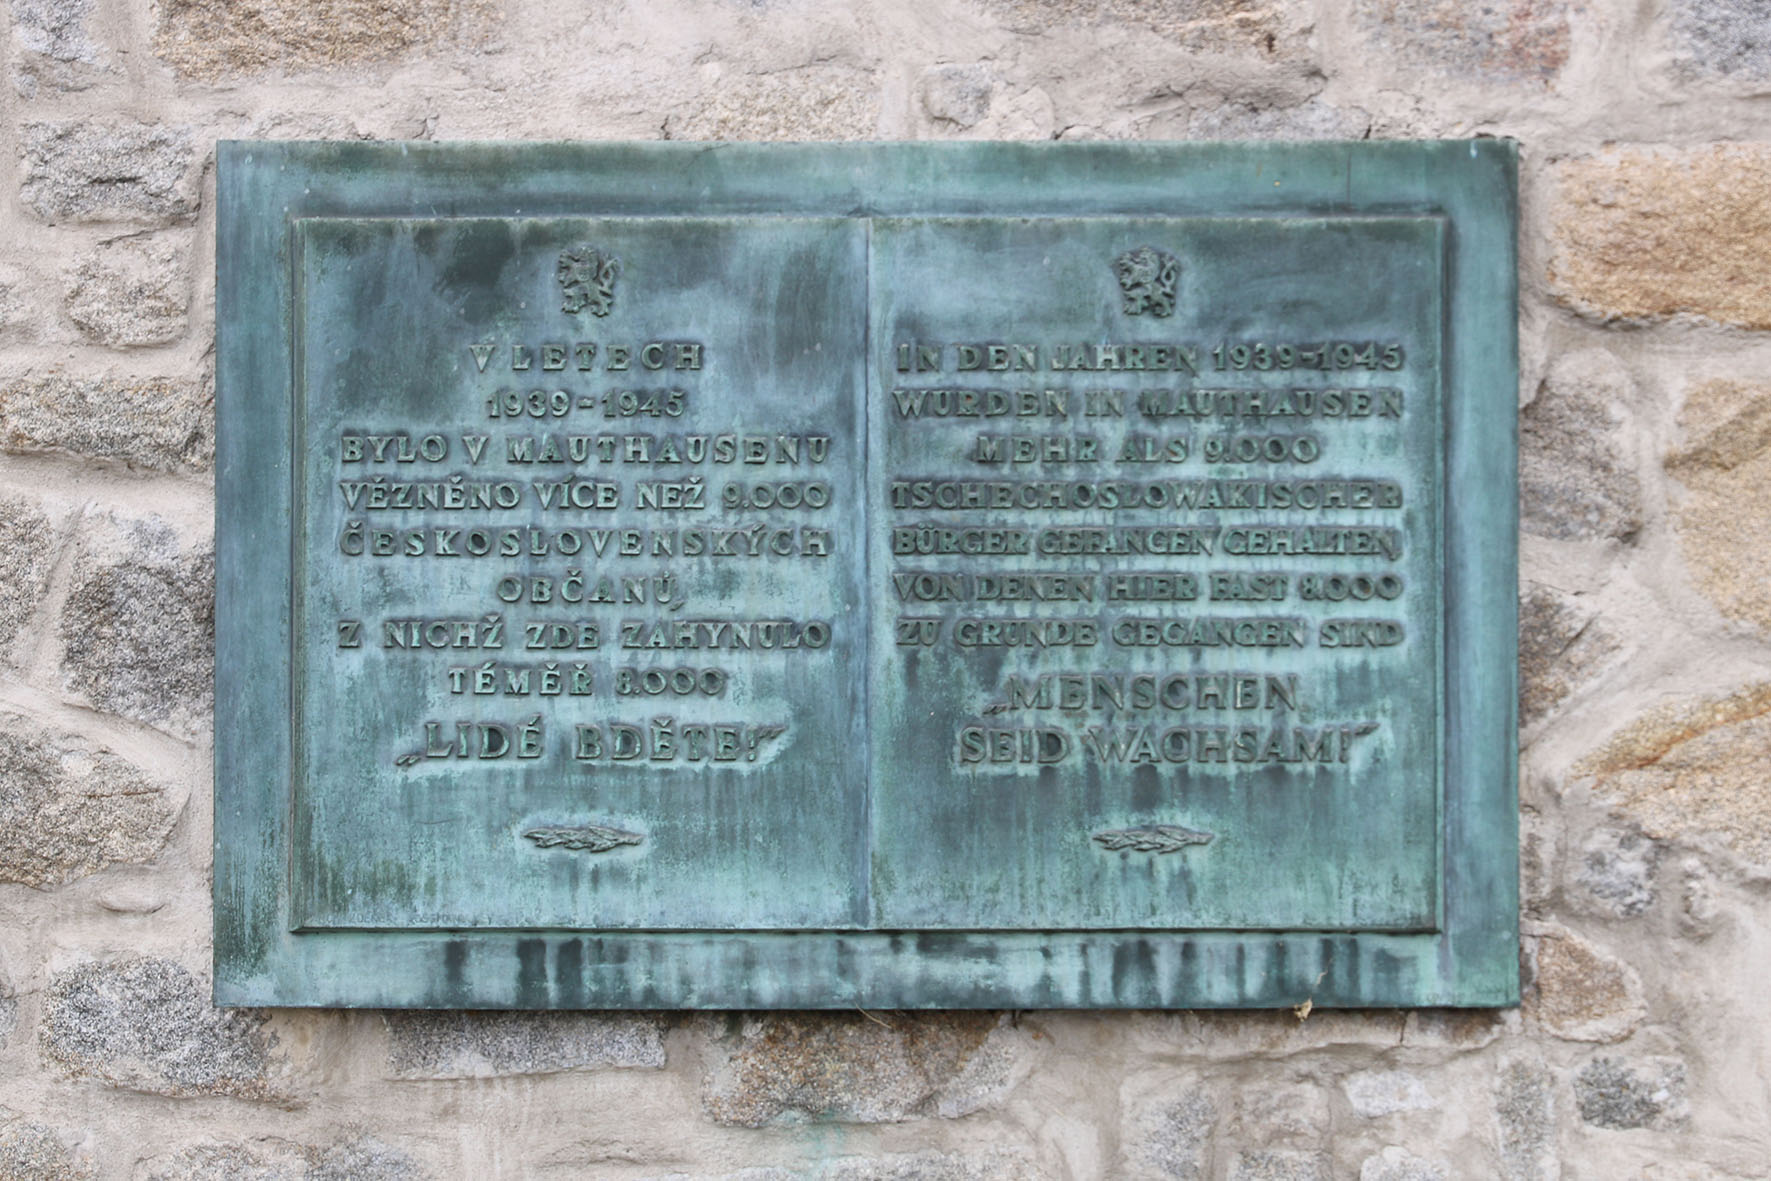 V LETECH
1939-1945
BYLO V MAUTHAUSENU
VĚZNĚNO VÍCE NEŽ 9.000
ČESKOSLOVENSKÝCH
OBČANŮ,
Z NICHŽ ZDE ZAHYNULO
TÉMĚŘ 8.000
„LIDÉ BDĚTE!"
IN DEN JAHREN 1939-1945
WURDEN IN MAUTHAUSEN
MEHR ALS 9.000
TSCHECHOSLOWAKISCHER
BÜRGER GEFANGEN GEHALTEN,
VON DENEN HIER FAST 8.000
ZU GRUNDE GEGANGEN SIND
„MENSCHEN
SEID WACHSAM!"